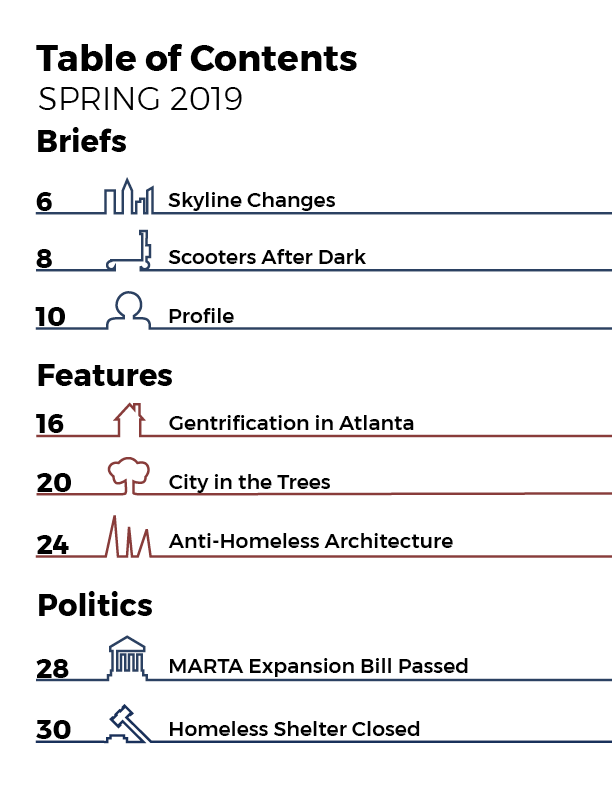 Table of Contents
SPRING 2019
Briefs
6 Skyline Changes
8 Scooters After Dark
10 Profile
Features
16 Gentrification in Atlanta
20 City in the Trees
24 Anti-Homeless Architecture
Politics
28 MARTA Expansion Bill Passed
30 Homeless Shelter Closed